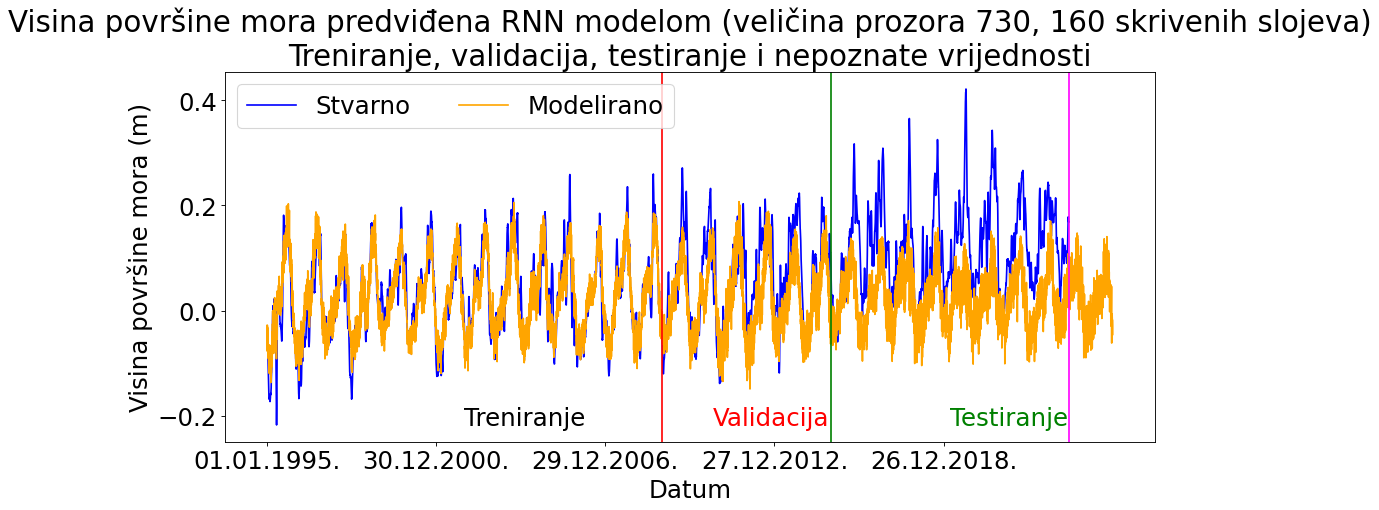 Visina površine mora predviđena RNN modelom (veličina prozora 730, 160 skrivenih slojeva)
Treniranje, validacija, testiranje i nepoznate vrijednosti
Stvarno
Modelirano
Visina površine mora (m)
0.4
0.2
0.0
−0.2
Treniranje
Validacija
Testiranje
01.01.1995.
30.12.2000.
29.12.2006.
27.12.2012.
26.12.2018.
Datum